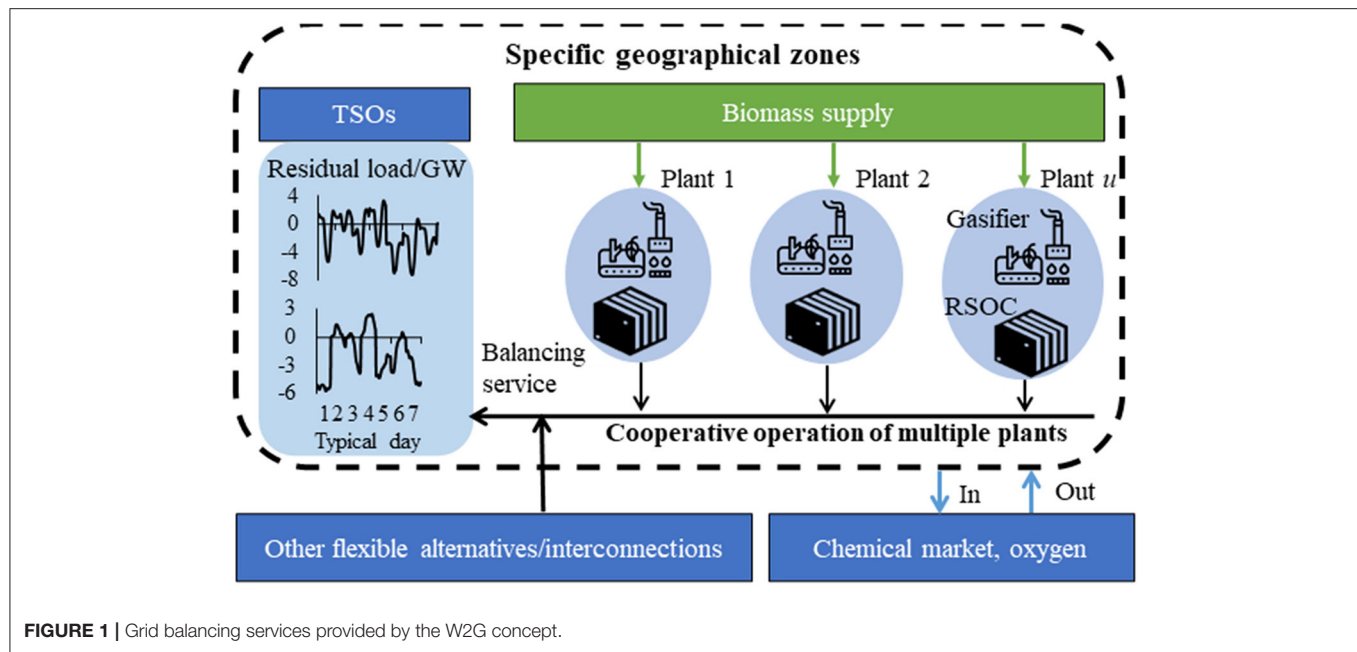 Specific geographical zones
TSOs
Biomass supply
Residual load/GW
4
0
-4
-8
3
0
-3
-6
1 2 3 4 5 6 7
Typical day
Plant 1
Plant 2
Plant u
Gasifier
RSOC
Balancing
service
Cooperative operation of multiple plants
In
Out
Other flexible alternatives/interconnections
Chemical market, oxygen
FIGURE 1 | Grid balancing services provided by the W2G concept.